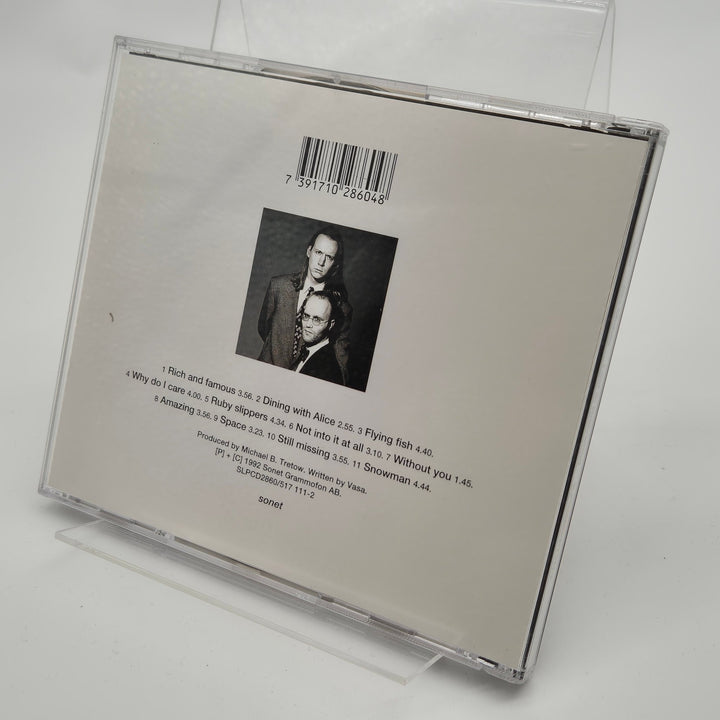 7 391710 286048
1 Rich and famous 3.56. 2 Dining with Alice 2.55. 3 Flying fish 4.40.
4 Why do I care 4.00. 5 Ruby slippers 4.34. 6 Not into it at all 3.10. 7 Without you 1.45.
8 Amazing 3.56. 9 Space 3.23. 10 Still missing 3.55. 11 Snowman 4.44.
Produced by Michael B. Tretow. Written by Vasa.
[P] + [C] 1992 Sonet Grammofon AB.
SLPCD2860/517 111-2
sonet